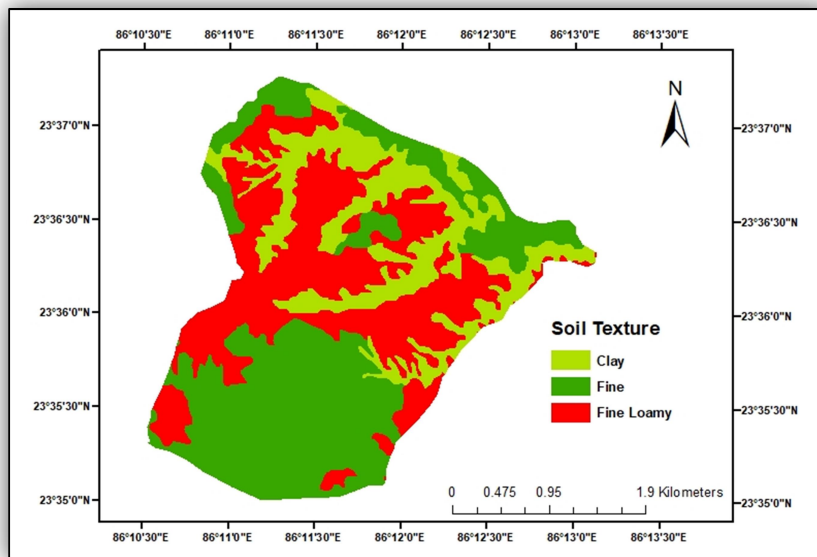 86°10'30"E 86°11'0"E 86°11'30"E 86°12'0"E 86°12'30"E 86°13'0"E 86°13'30"E
N
23°37'0"N 23°37'0"N
23°36'30"N 23°36'30"N
23°36'0"N 23°36'0"N
Soil Texture
Clay
Fine
Fine Loamy
23°35'30"N 23°35'30"N
0 0.475 0.95 1.9 Kilometers
23°35'0"N 23°35'0"N
86°10'30"E 86°11'0"E 86°11'30"E 86°12'0"E 86°12'30"E 86°13'0"E 86°13'30"E